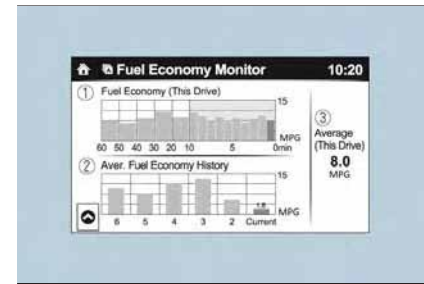 Fuel Economy Monitor 10:20
① Fuel Economy (This Drive)
15
MPG
60 50 40 30 20 10 5 0min
② Aver. Fuel Economy History
15
1.8
MPG
6 5 4 3 2 Current
③
Average
(This Drive)
8.0
MPG